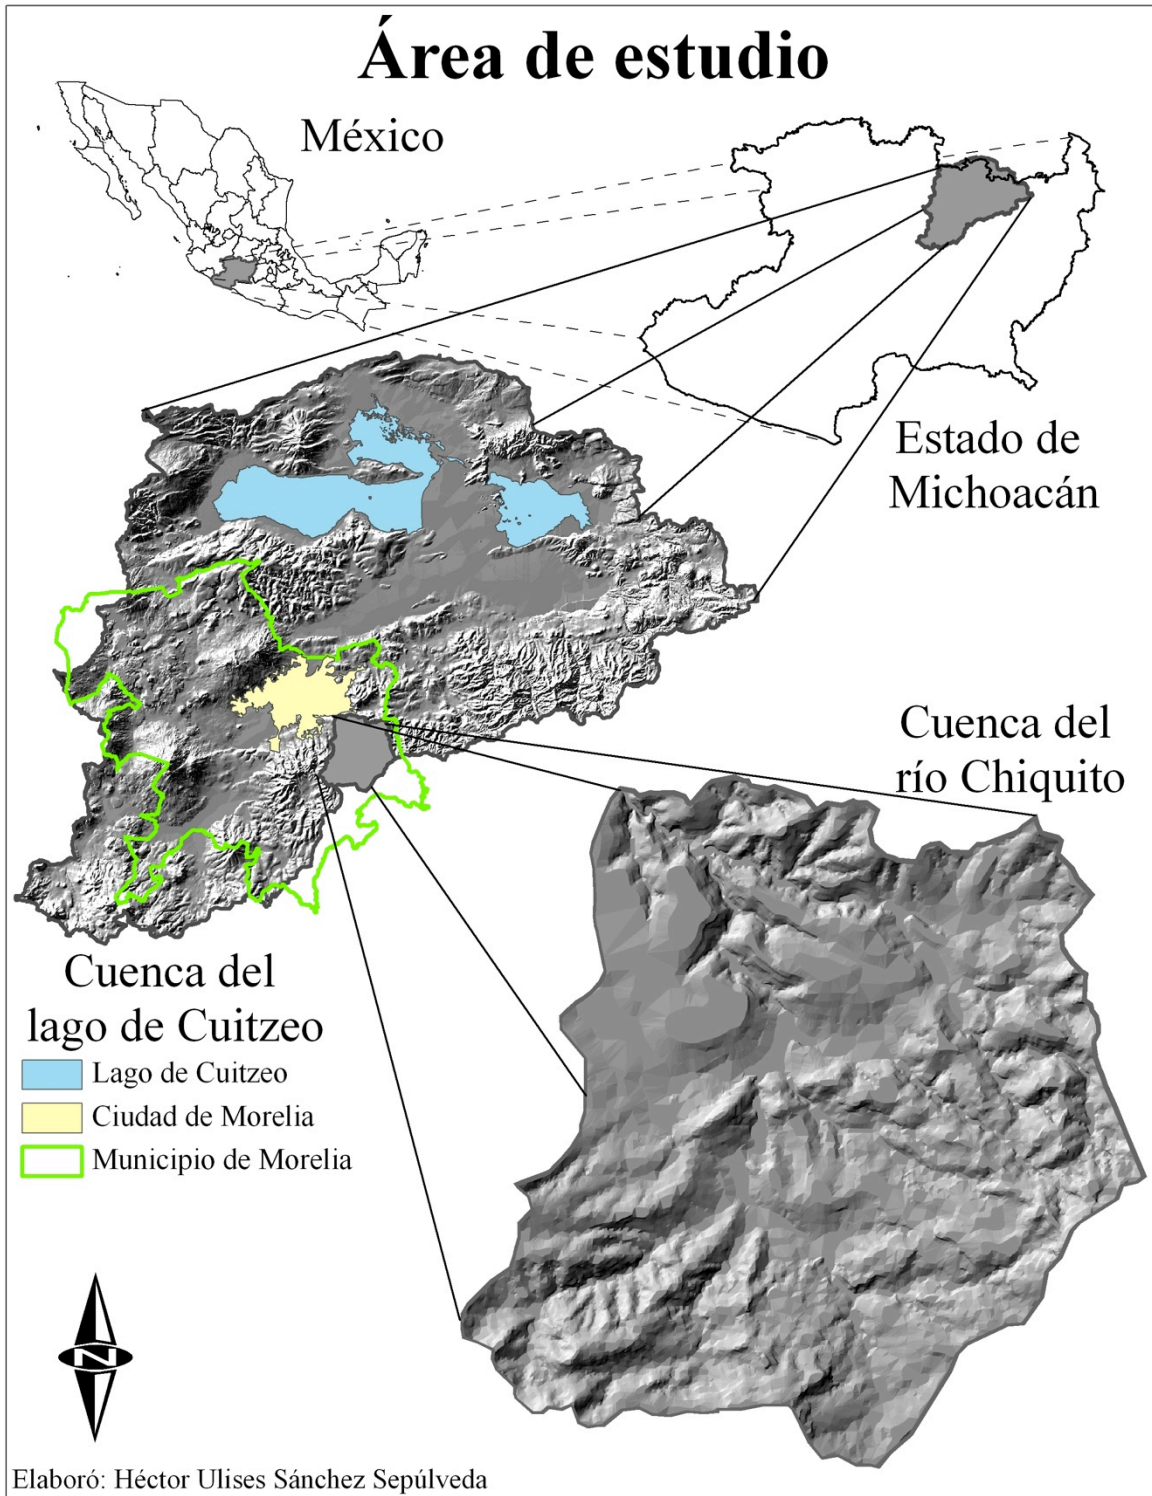 Área de estudio
México
Estado de
Michoacán
Cuenca del
río Chiquito
Cuenca del
lago de Cuitzeo
Lago de Cuitzeo
Ciudad de Morelia
Municipio de Morelia
N
Elaboró: Héctor Ulises Sánchez Sepúlveda